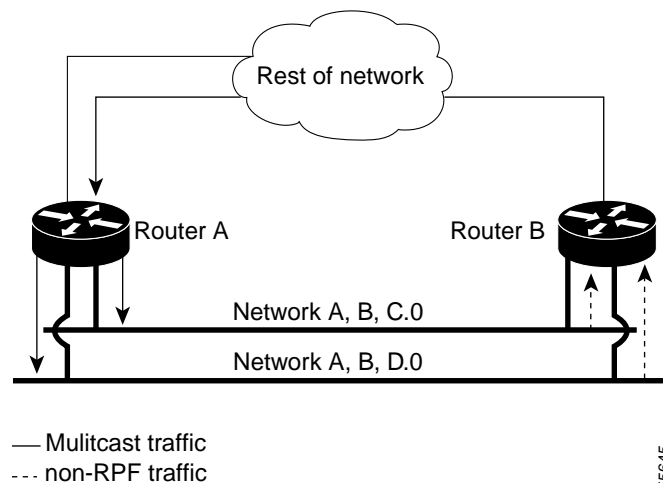 Rest of network
Router A
Router B
Network A, B, C.0
Network A, B, D.0
Mulitcast traffic
non-RPF traffic